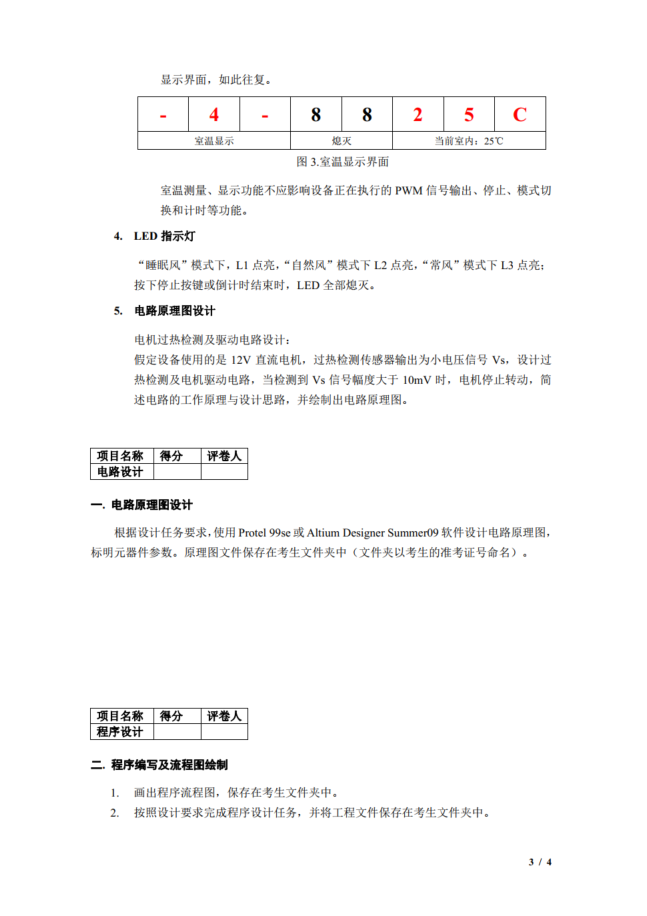 显示界面，如此往复。
- 4 - 8 8 2 5 C
室温显示 熄灭 当前室内：25℃
图 3.室温显示界面
室温测量、显示功能不应影响设备正在执行的 PWM 信号输出、停止、模式切
换和计时等功能。
4. LED 指示灯
“睡眠风”模式下，L1 点亮，“自然风”模式下 L2 点亮，“常风”模式下 L3 点亮；
按下停止按键或倒计时结束时，LED 全部熄灭。
5. 电路原理图设计
电机过热检测及驱动电路设计：
假定设备使用的是 12V 直流电机，过热检测传感器输出为小电压信号 Vs，设计过
热检测及电机驱动电路，当检测到 Vs 信号幅度大于 10mV 时，电机停止转动，简
述电路的工作原理与设计思路，并绘制出电路原理图。
项目名称 得分 评卷人
电路设计
一. 电路原理图设计
根据设计任务要求，使用 Protel 99se 或 Altium Designer Summer09 软件设计电路原理图，
标明元器件参数。原理图文件保存在考生文件夹中（文件夹以考生的准考证号命名）。
项目名称 得分 评卷人
程序设计
二. 程序编写及流程图绘制
1. 画出程序流程图，保存在考生文件夹中。
2. 按照设计要求完成程序设计任务，并将工程文件保存在考生文件夹中。
3 / 4